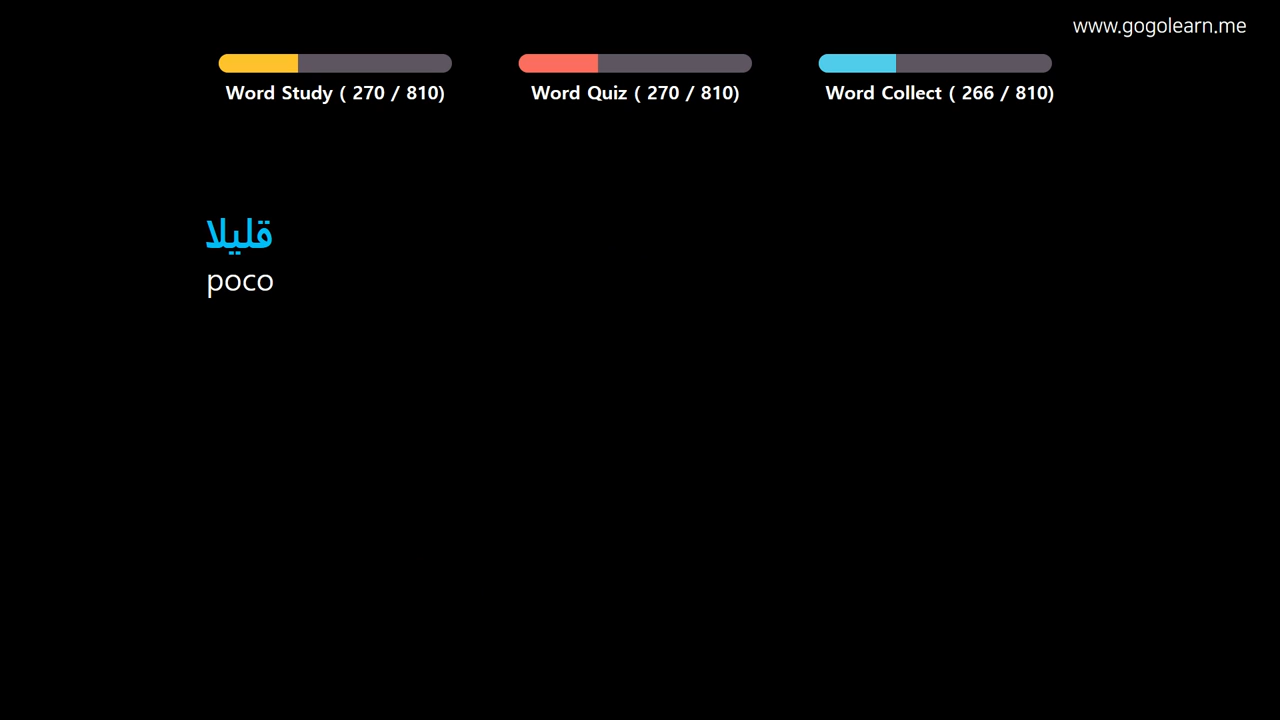 www.gogolearn.me
Word Study ( 270 / 810)
Word Quiz ( 270 / 810)
Word Collect ( 266 / 810)
قليلا
poco